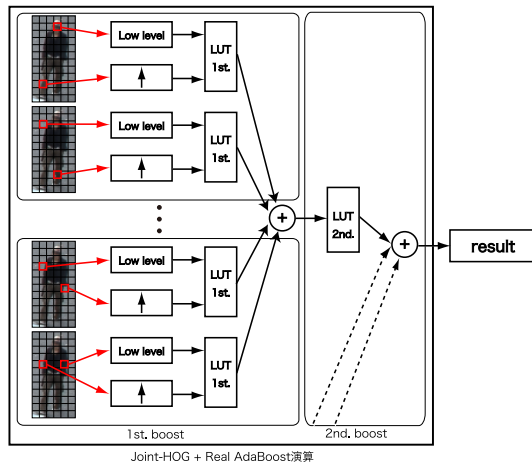 Low level
LUT
1st.
Low level
LUT
1st.
+
LUT
2nd.
+
result
Low level
LUT
1st.
Low level
LUT
1st.
1st. boost
2nd. boost
Joint-HOG + Real AdaBoost演算